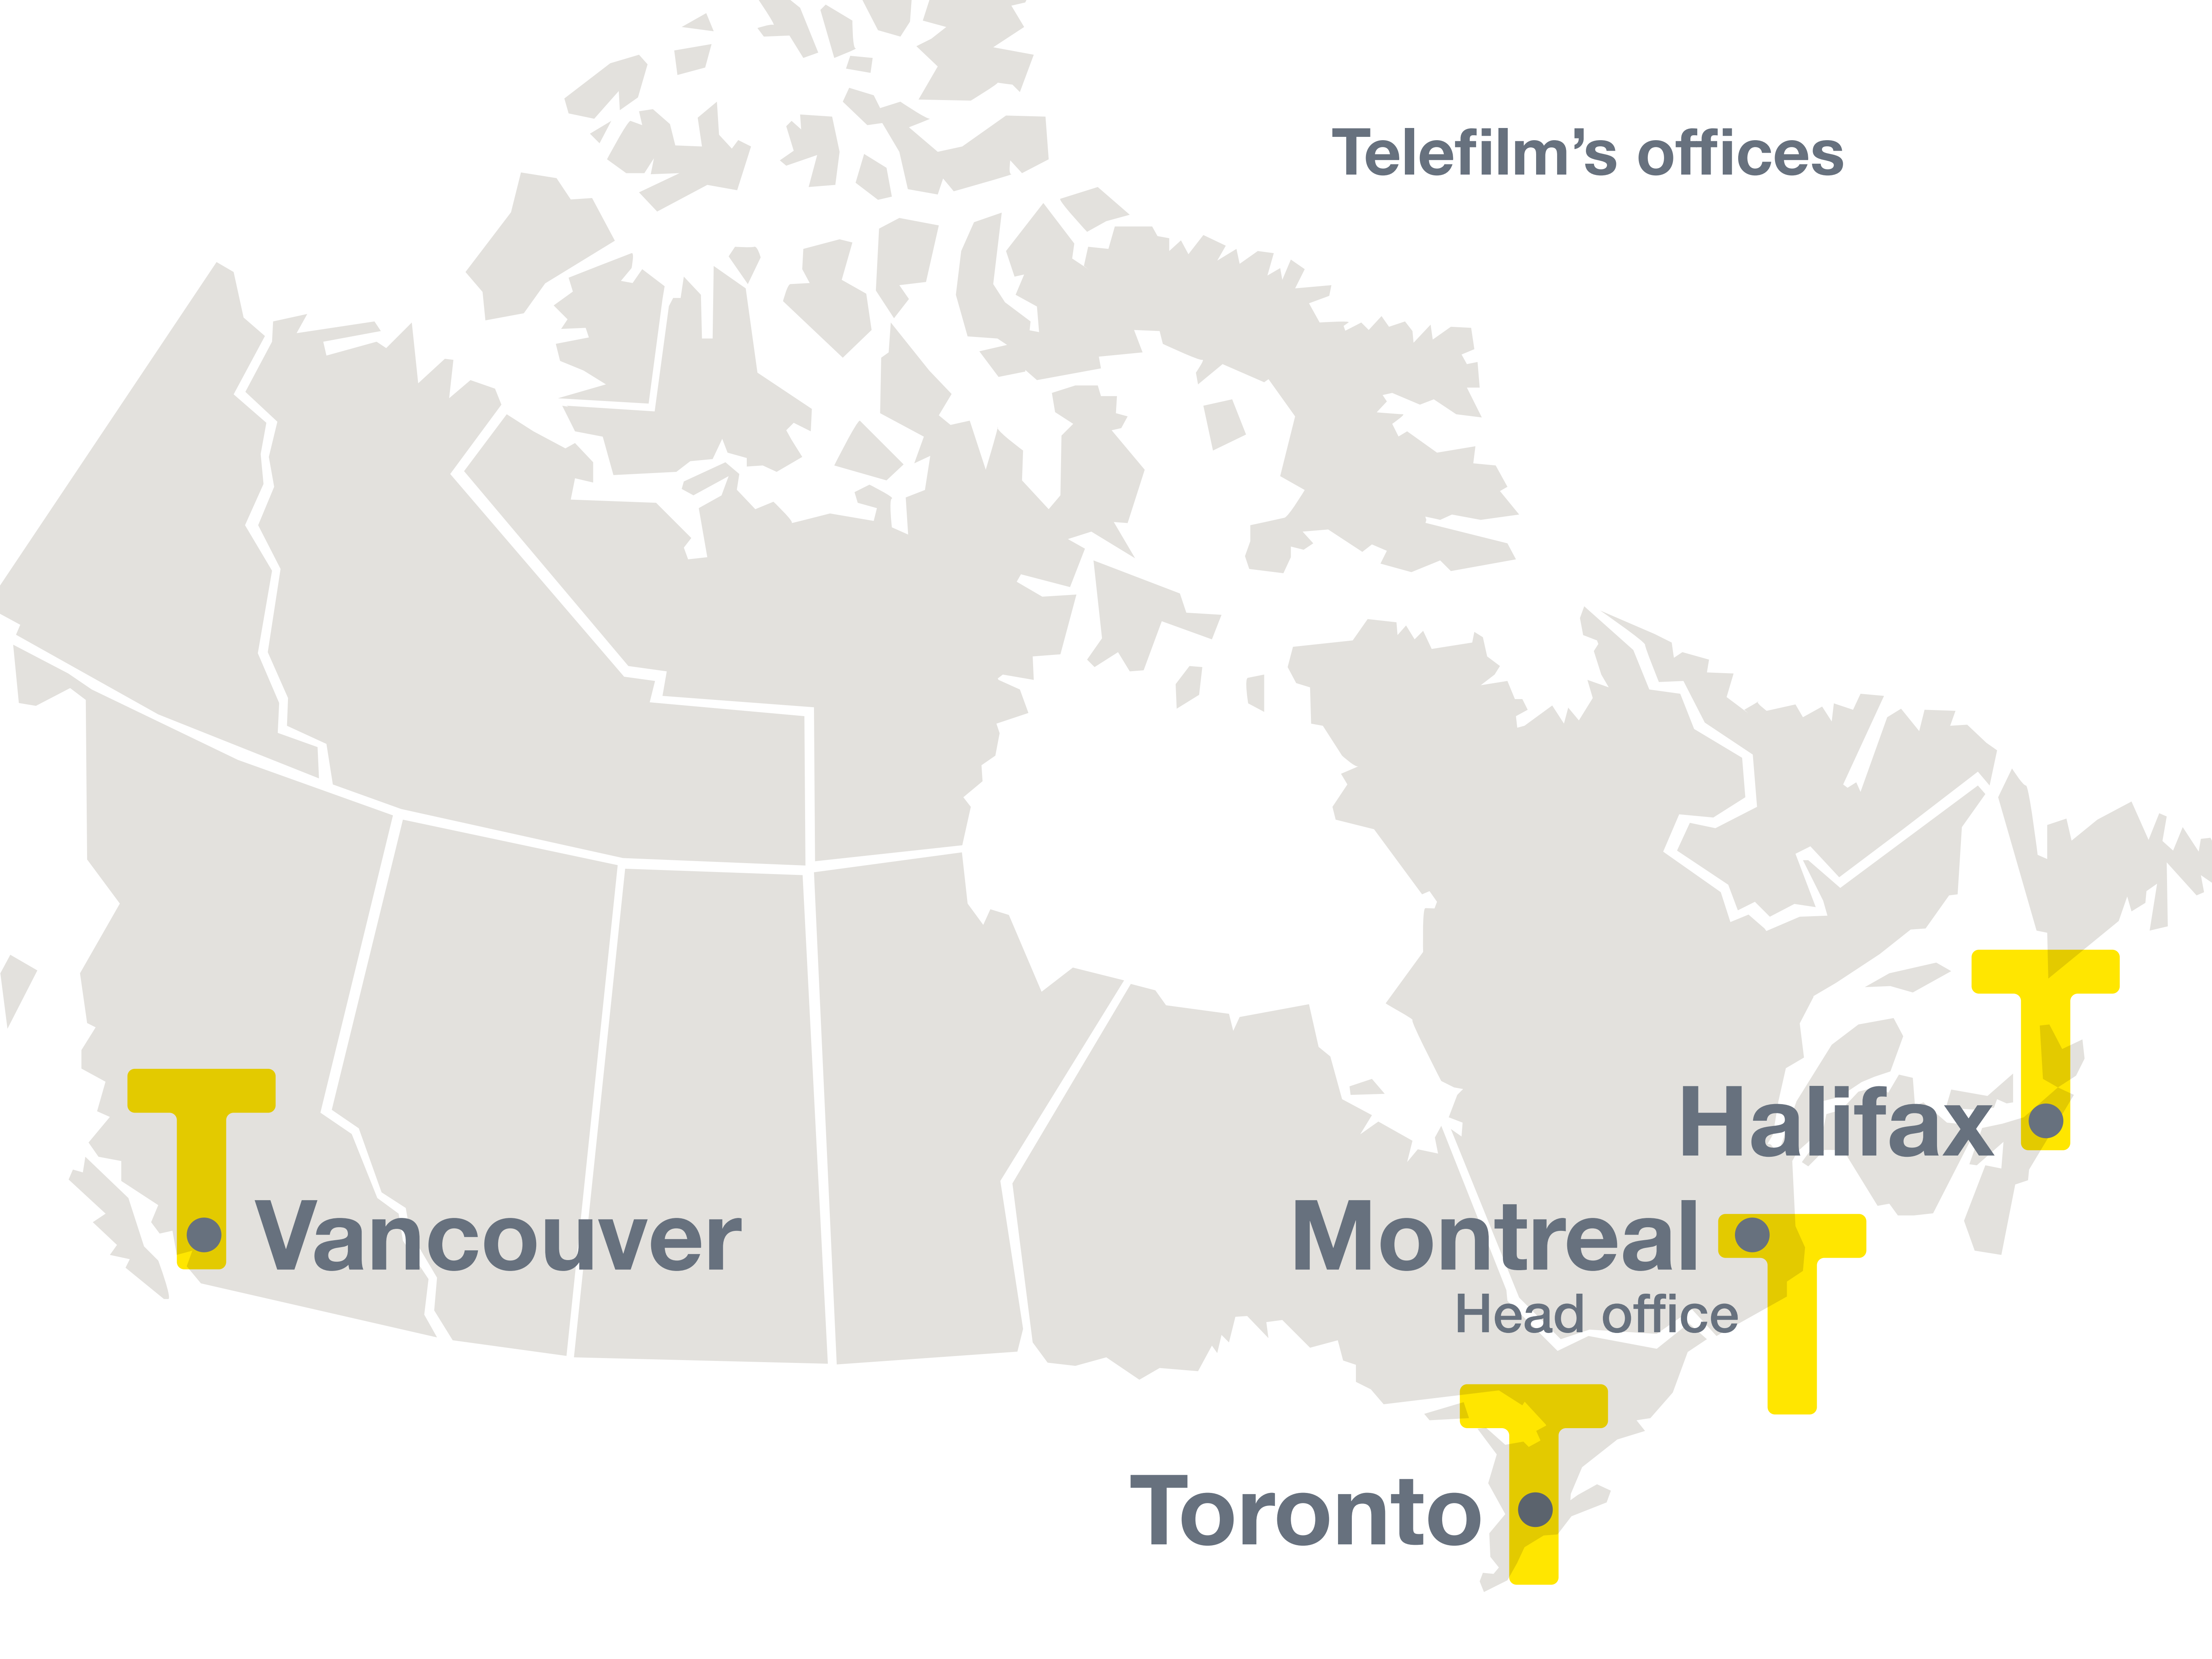 Telefilm’s offices
Halifax
Vancouver
Montreal
Head office
Toronto